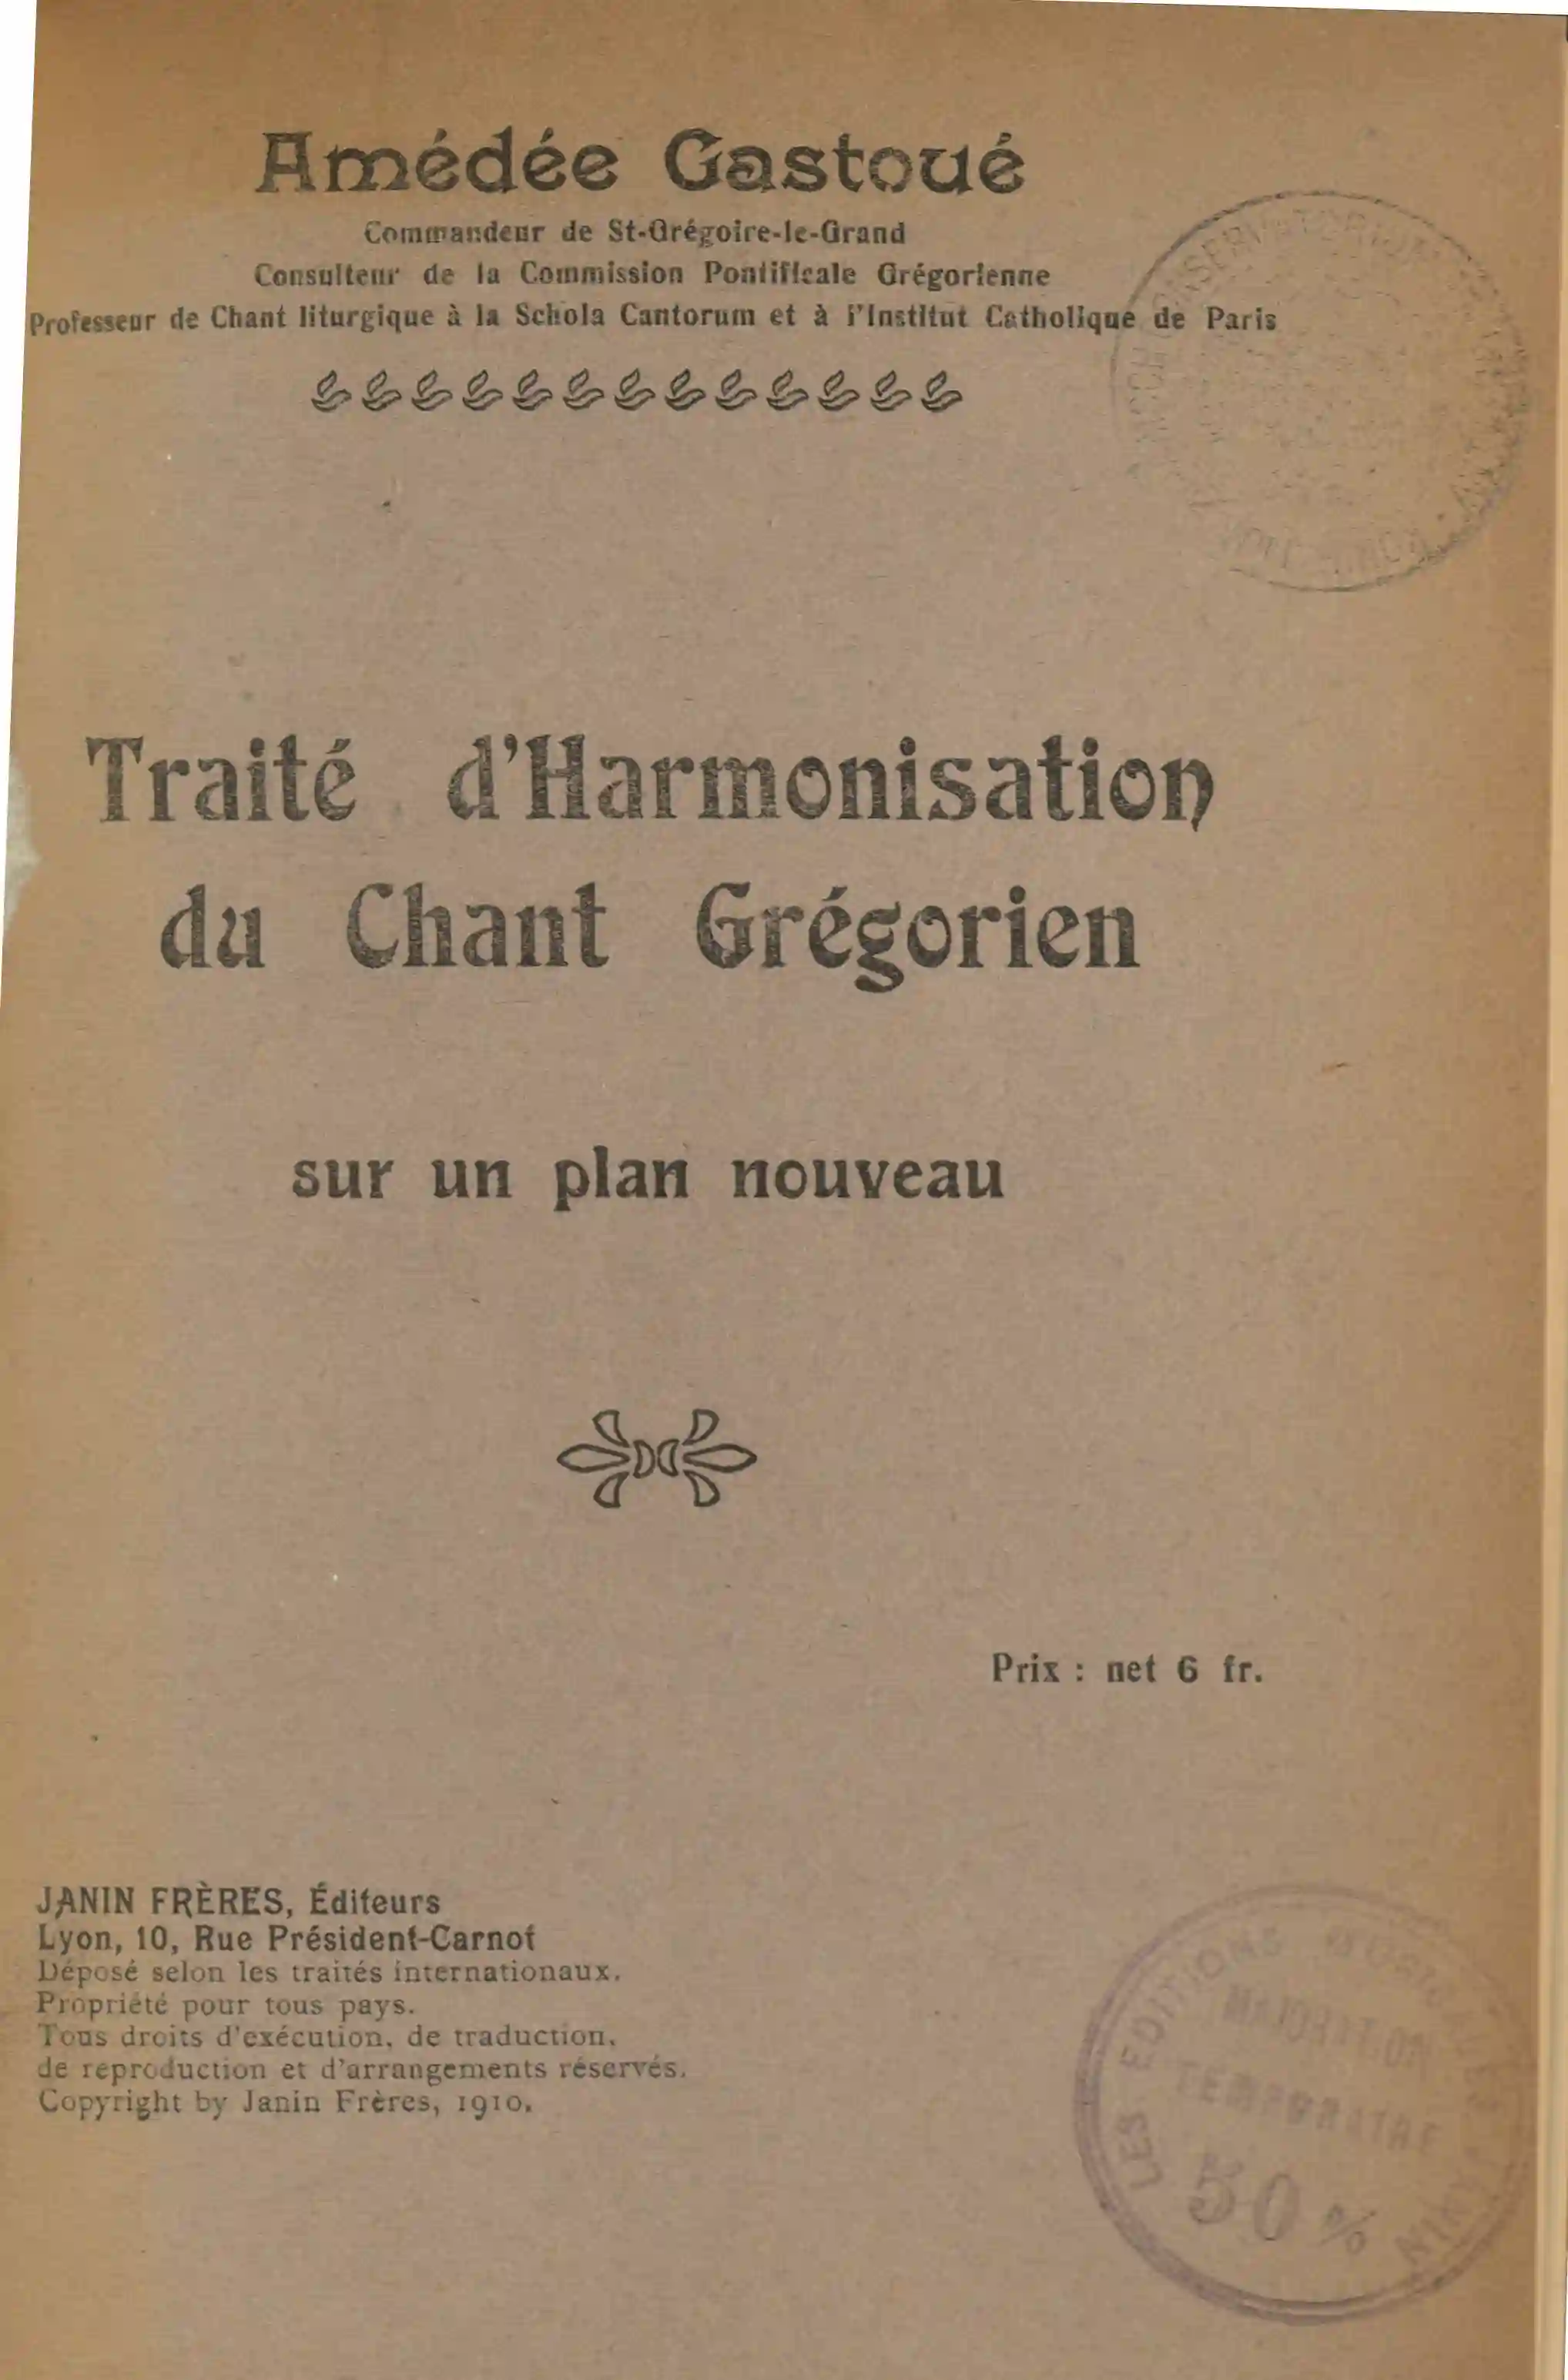 Amédée Gastoué
Commandeur de St-Grégoire-le-Grand
Consulteur de la Commission Pontificale Grégorienne
Professeur de Chant liturgique à la Schola Cantorum et à l'Institut Catholique de Paris
Traité d'Harmonisation
du Chant Grégorien
sur un plan nouveau
Prix : net 6 fr.
JANIN FRÈRES, Éditeurs
Lyon, 10, Rue Président-Carnot
Déposé selon les traités internationaux.
Propriété pour tous pays.
Tous droits d'exécution, de traduction,
de reproduction et d'arrangements réservés.
Copyright by Janin Frères, 1910.
LES EDITIONS MUSICALES JANIN
MAJORATION
TEMPORAIRE
50 %